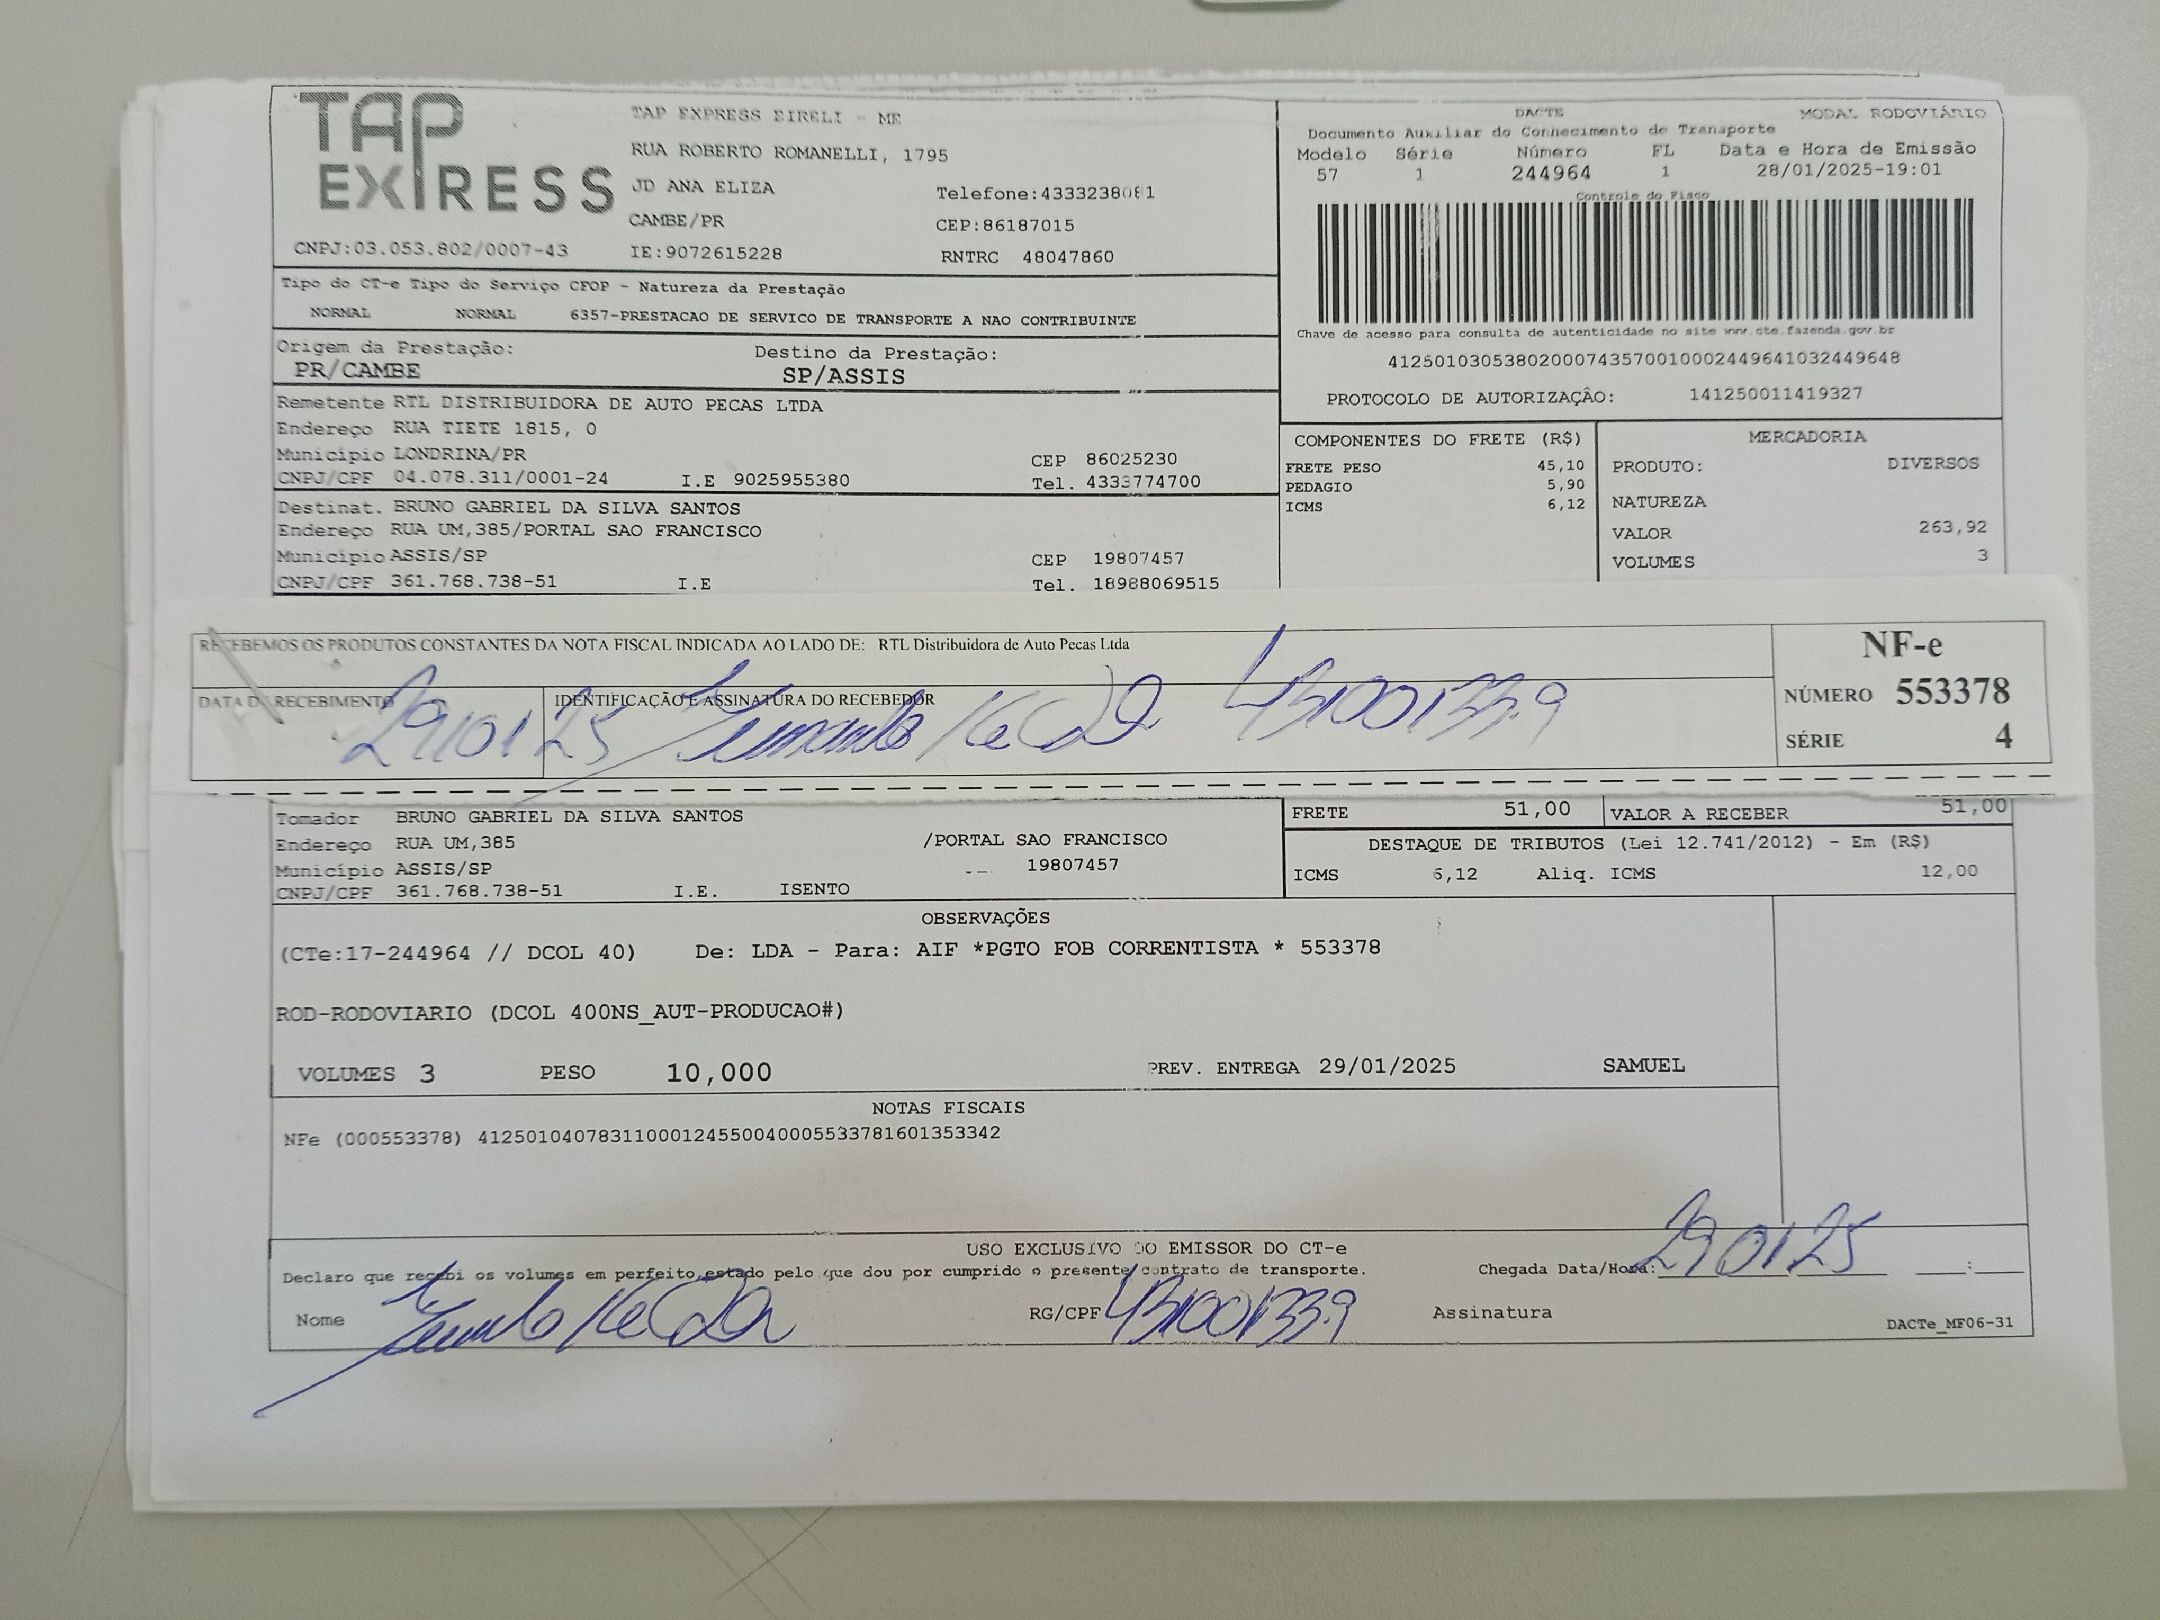 TAP EXPRESS
TAP EXPRESS EIRELI - ME
RUA ROBERTO ROMANELLI, 1795
JD ANA ELIZA Telefone:4333238081
CAMBE/PR CEP:86187015
CNPJ:03.053.802/0007-43 IE:9072615228 RNTRC 48047860
DACTE MODAL RODOVIÁRIO
Documento Auxiliar do Conhecimento de Transporte
Modelo Série Número FL Data e Hora de Emissão
57 1 244964 1 28/01/2025-19:01
Controle do Fisco
Chave de acesso para consulta de autenticidade no site www.cte.fazenda.gov.br
41250103053802000743570010002449641032449648
PROTOCOLO DE AUTORIZAÇÂO: 141250011419327
Tipo do CT-e Tipo do Serviço CFOP - Natureza da Prestação
NORMAL NORMAL 6357-PRESTACAO DE SERVICO DE TRANSPORTE A NAO CONTRIBUINTE
Origem da Prestação: Destino da Prestação:
PR/CAMBE SP/ASSIS
Remetente RTL DISTRIBUIDORA DE AUTO PECAS LTDA
Endereço RUA TIETE 1815, 0
Município LONDRINA/PR CEP 86025230
CNPJ/CPF 04.078.311/0001-24 I.E 9025955380 Tel. 4333774700
Destinat. BRUNO GABRIEL DA SILVA SANTOS
Endereço RUA UM,385/PORTAL SAO FRANCISCO
Município ASSIS/SP CEP 19807457
CNPJ/CPF 361.768.738-51 I.E Tel. 18988069515
COMPONENTES DO FRETE (R$)
FRETE PESO 45,10
PEDAGIO 5,90
ICMS 6,12
MERCADORIA
PRODUTO: DIVERSOS
NATUREZA
VALOR 263,92
VOLUMES 3
RECEBEMOS OS PRODUTOS CONSTANTES DA NOTA FISCAL INDICADA AO LADO DE: RTL Distribuidora de Auto Pecas Ltda
DATA DO RECEBIMENTO IDENTIFICAÇÃO E ASSINATURA DO RECEBEDOR
29/01/25 431001339
NF-e
NÚMERO 553378
SÉRIE 4
Tomador BRUNO GABRIEL DA SILVA SANTOS
Endereço RUA UM,385 /PORTAL SAO FRANCISCO
Município ASSIS/SP 19807457
CNPJ/CPF 361.768.738-51 I.E. ISENTO
FRETE 51,00 VALOR A RECEBER 51,00
DESTAQUE DE TRIBUTOS (Lei 12.741/2012) - Em (R$)
ICMS 6,12 Aliq. ICMS 12,00
OBSERVAÇÕES
(CTe:17-244964 // DCOL 40) De: LDA - Para: AIF *PGTO FOB CORRENTISTA * 553378
ROD-RODOVIARIO (DCOL 400NS_AUT-PRODUCAO#)
VOLUMES 3 PESO 10,000 PREV. ENTREGA 29/01/2025 SAMUEL
NOTAS FISCAIS
NFe (000553378) 41250104078311000124550040005533781601353342
USO EXCLUSIVO DO EMISSOR DO CT-e
Declaro que recebi os volumes em perfeito estado pelo que dou por cumprido o presente contrato de transporte. Chegada Data/Hora: 29 01 25 :
Nome RG/CPF 431001339 Assinatura
DACTe_MF06-31